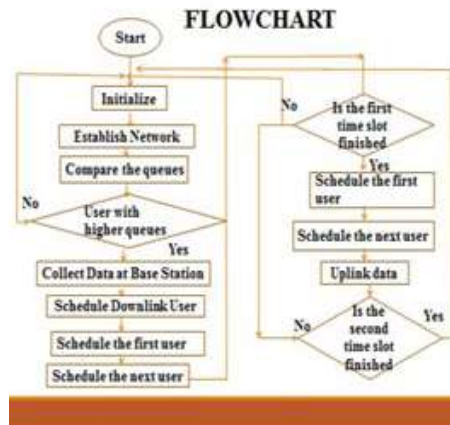 FLOWCHART
Start
Initialize
Establish Network
Compare the queues
No
User with
higher queues
Yes
Collect Data at Base Station
Schedule Downlink User
Schedule the first user
Schedule the next user
No
Is the first
time slot
finished
Yes
Schedule the first
user
Schedule the next user
Uplink data
No
Is the
second
time slot
finished
Yes